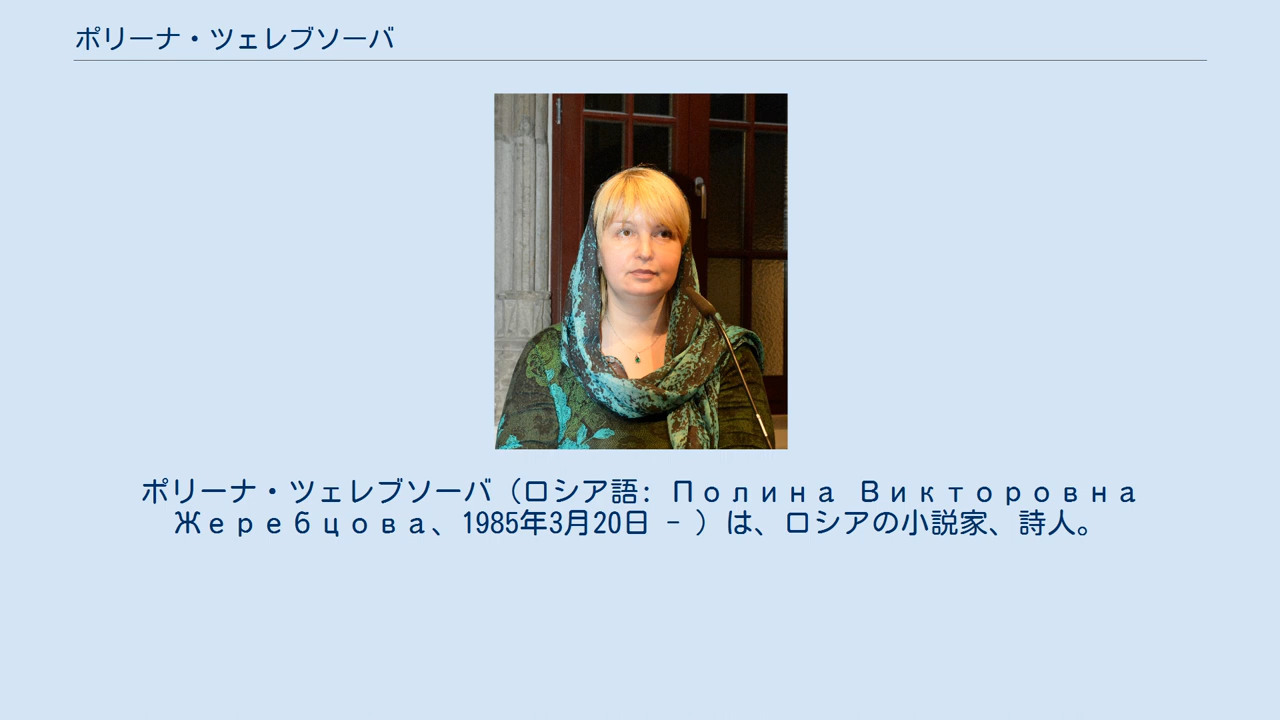 ポリーナ・ツェレブソーバ
ポリーナ・ツェレブソーバ（ロシア語: Полина Викторовна
Жеребцова、1985年3月20日 - ）は、ロシアの小説家、詩人。